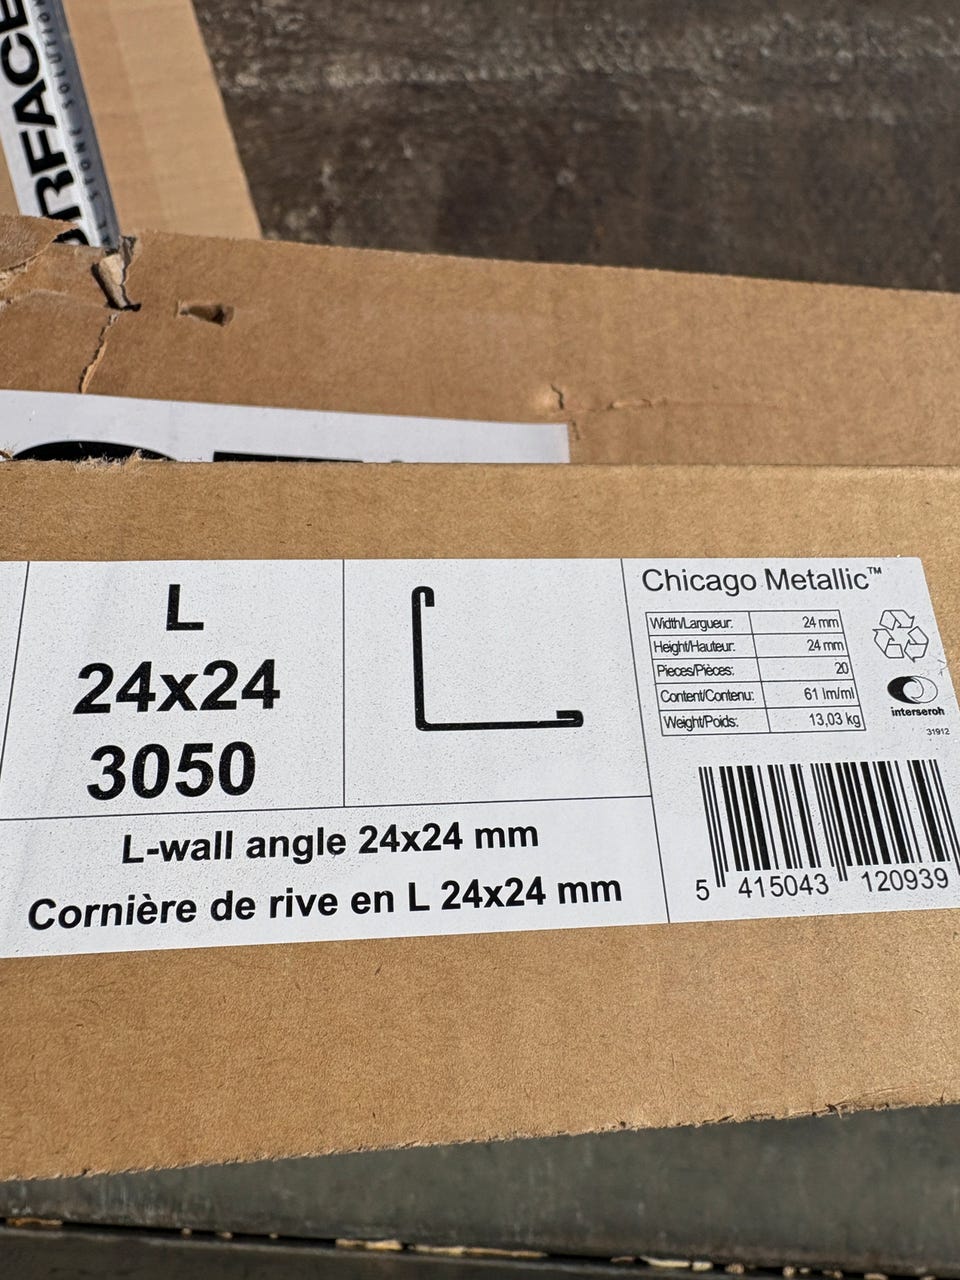 L
24x24
3050
L-wall angle 24x24 mm
Cornière de rive en L 24x24 mm
Chicago Metallic™
Width/Largueur: 24 mm
Height/Hauteur: 24 mm
Pieces/Pièces: 20
Content/Contenu: 61 lm/ml
Weight/Poids: 13,03 kg
interseroh
31912
5 415043 120939